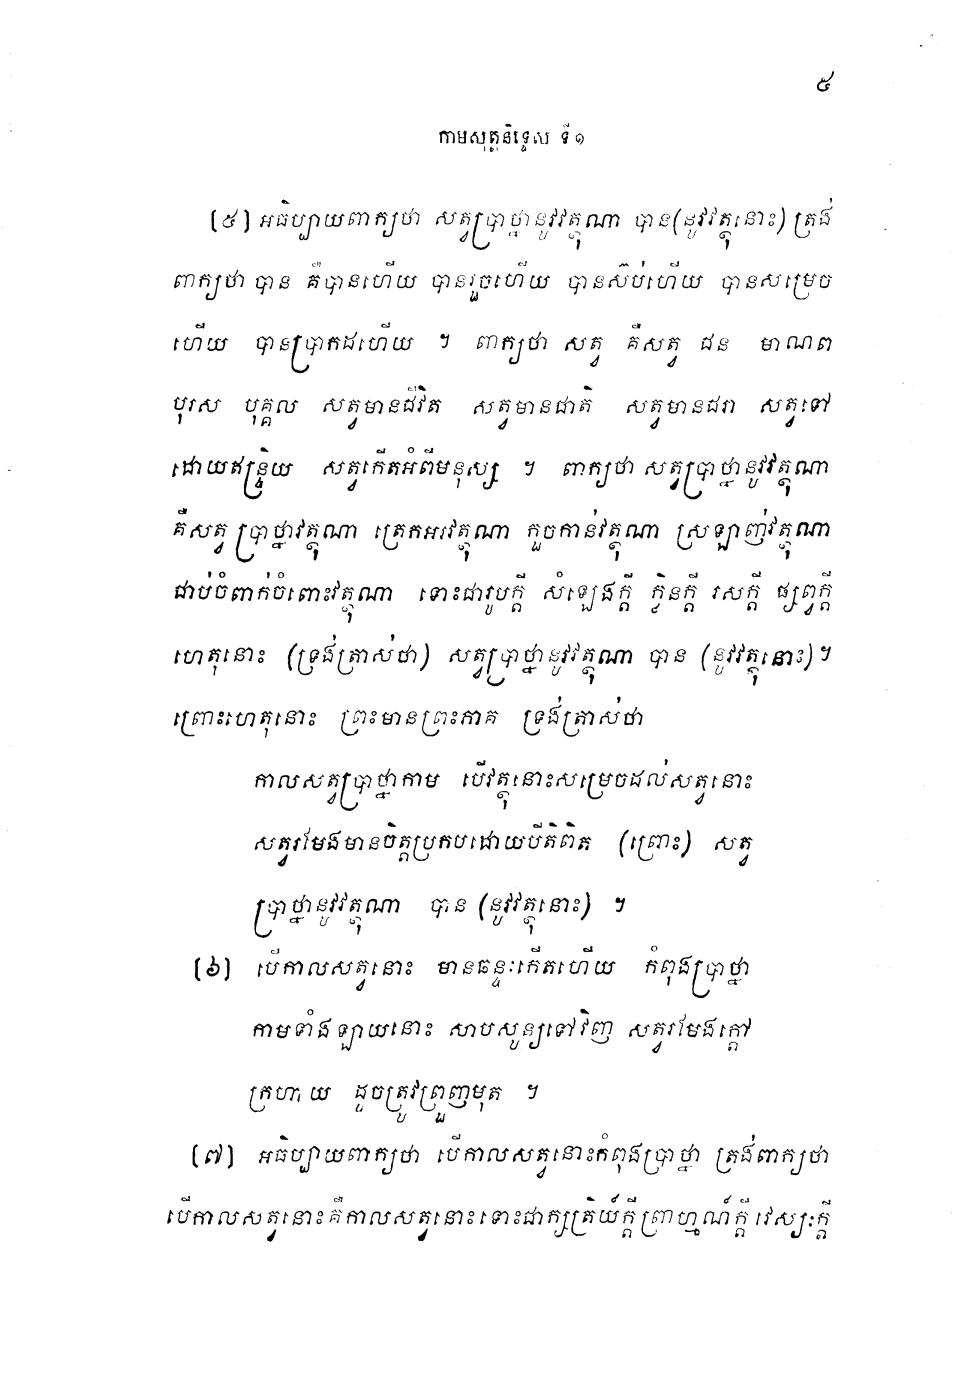 ៥
កាមសុត្តនិទ្ទេស ទី១
(៥) អធិប្បាយពាក្យថា សត្វប្រាថ្នានូវវត្ថុណា បាន(នូវវត្ថុនោះ) ត្រង់
ពាក្យថា បាន គឺបានហើយ បានរួចហើយ បានស៊ប់ហើយ បានសម្រេច
ហើយ បានប្រាកដហើយ ។ ពាក្យថា សត្វ គឺសត្វ ជន មាណព
បុរស បុគ្គល សត្វមានជីវិត សត្វមានជាតិ សត្វមានជរា សត្វទៅ
ដោយឥន្ទ្រិយ សត្វកើតអំពីមនុស្ស ។ ពាក្យថា សត្វប្រាថ្នានូវវត្ថុណា
គឺសត្វ ប្រាថ្នាវត្ថុណា ត្រេកអរវត្ថុណា កួចកាន់វត្ថុណា ស្រឡាញ់វត្ថុណា
ជាប់ចំពាក់ចំពោះវត្ថុណា ទោះជារូបក្តី សំឡេងក្តី ក្លិនក្តី រសក្តី ផ្សព្វក្តី
ហេតុនោះ (ទ្រង់ត្រាស់ថា) សត្វប្រាថ្នានូវវត្ថុណា បាន (នូវវត្ថុនោះ)។
ព្រោះហេតុនោះ ព្រះមានព្រះភាគ ទ្រង់ត្រាស់ថា
កាលសត្វប្រាថ្នាកាម បើវត្ថុនោះសម្រេចដល់សត្វនោះ
សត្វរមែងមានចិត្តប្រកបដោយបីតិពិត (ព្រោះ) សត្វ
ប្រាថ្នានូវវត្ថុណា បាន (នូវវត្ថុនោះ) ។
(៦) បើកាលសត្វនោះ មានឆន្ទៈកើតហើយ កំពុងប្រាថ្នា
កាមទាំងឡាយនោះ សាបសូន្យទៅវិញ សត្វរមែងក្តៅ
ក្រហាយ ដូចត្រូវព្រួញមុត ។
(៧) អធិប្បាយពាក្យថា បើកាលសត្វនោះកំពុងប្រាថ្នា ត្រង់ពាក្យថា
បើកាលសត្វនោះគឺកាលសត្វនោះទោះជាក្សត្រិយ៍ក្តី ព្រាហ្មណ៍ក្តី វេស្សៈក្តី